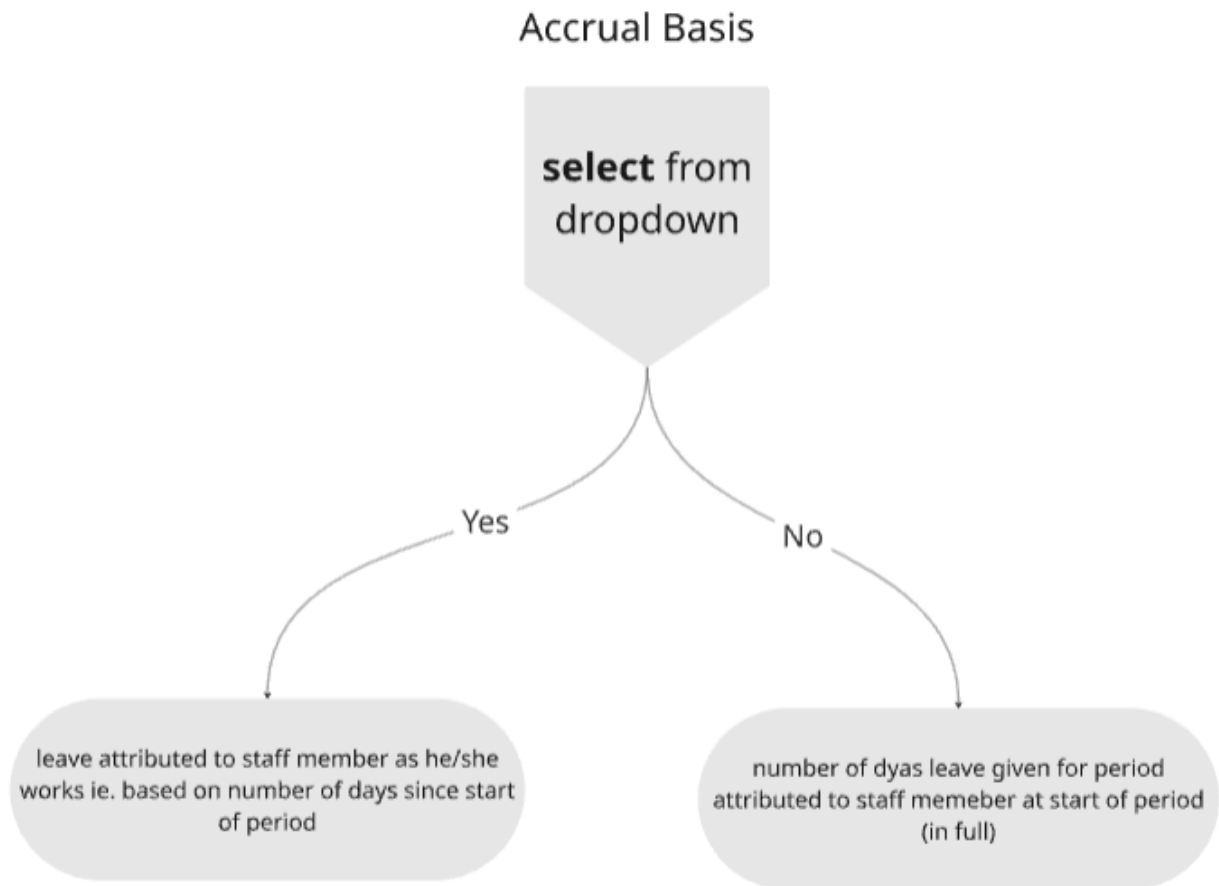 Accrual Basis
select from
dropdown
Yes
No
leave attributed to staff member as he/she
works ie. based on number of days since start
of period
number of dyas leave given for period
attributed to staff memeber at start of period
(in full)